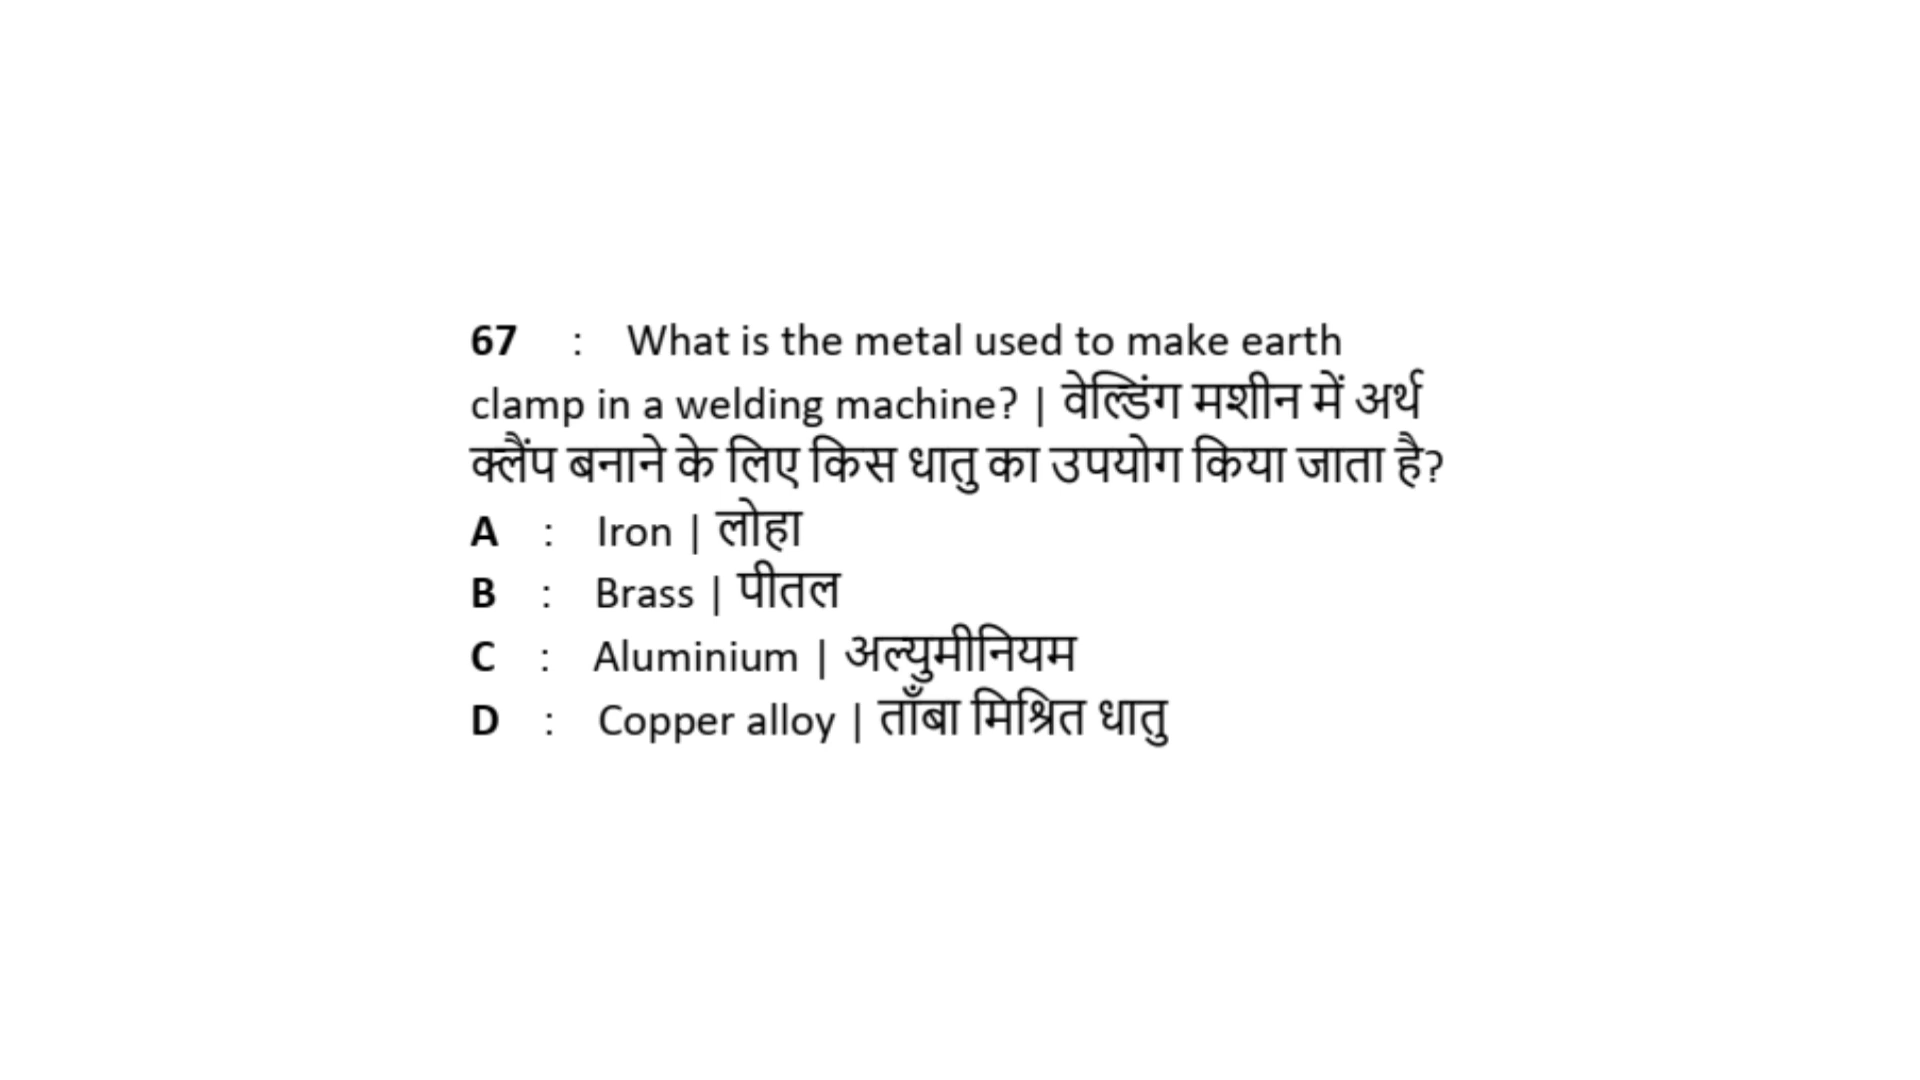 67 : What is the metal used to make earth
clamp in a welding machine? | वेल्डिंग मशीन में अर्थ
क्लैंप बनाने के लिए किस धातु का उपयोग किया जाता है?
A : Iron | लोहा
B : Brass | पीतल
C : Aluminium | अल्युमीनियम
D : Copper alloy | ताँबा मिश्रित धातु